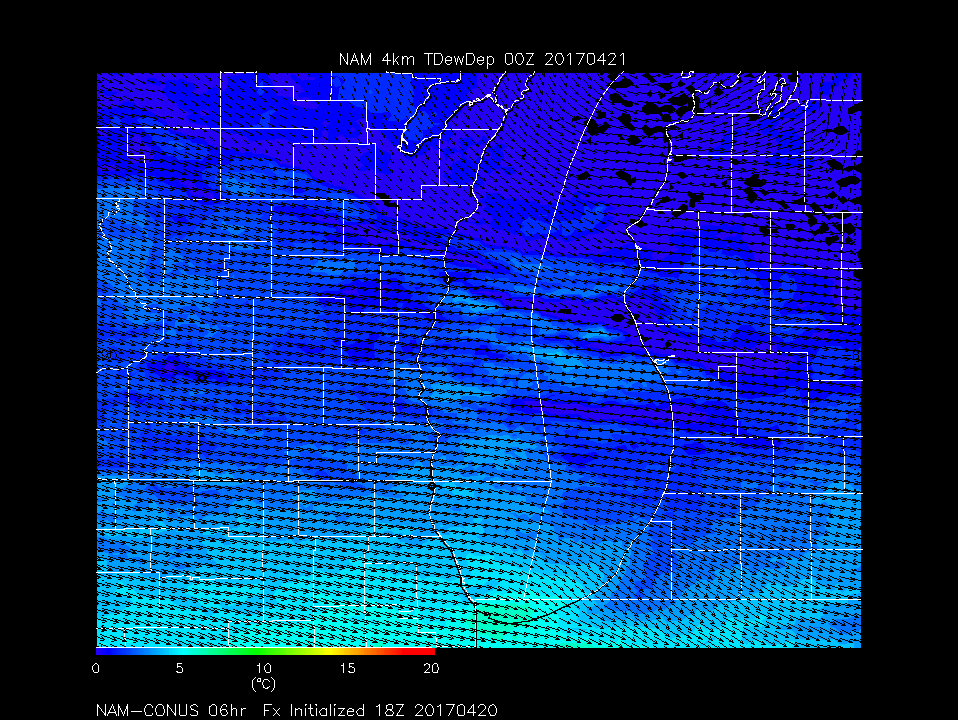 NAM 4km TDewDep 00Z 20170421
0 5 10 15 20
(°C)
NAM-CONUS 06hr Fx Initialized 18Z 20170420